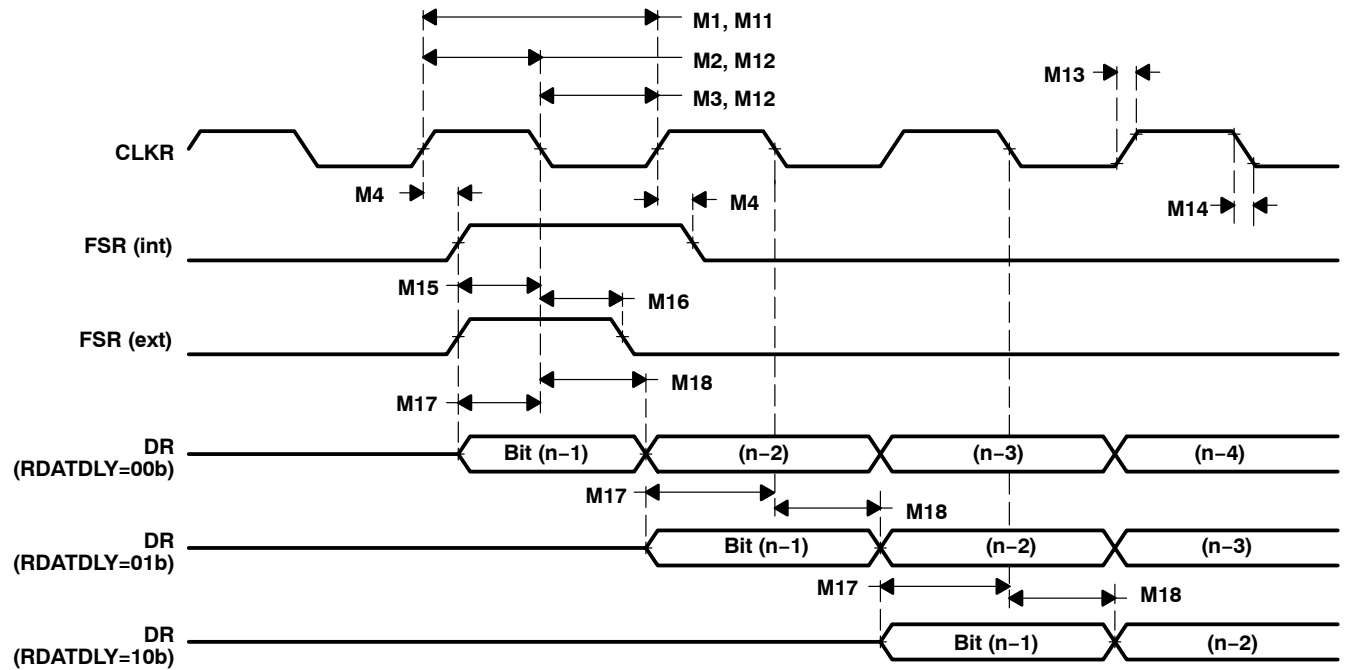 M1, M11
M2, M12
M3, M12
M13
CLKR
M4
M4
M14
FSR (int)
M15
M16
FSR (ext)
M18
M17
DR
(RDATDLY=00b)
Bit (n−1)
(n−2)
(n−3)
(n−4)
M17
M18
DR
(RDATDLY=01b)
Bit (n−1)
(n−2)
(n−3)
M17
M18
DR
(RDATDLY=10b)
Bit (n−1)
(n−2)